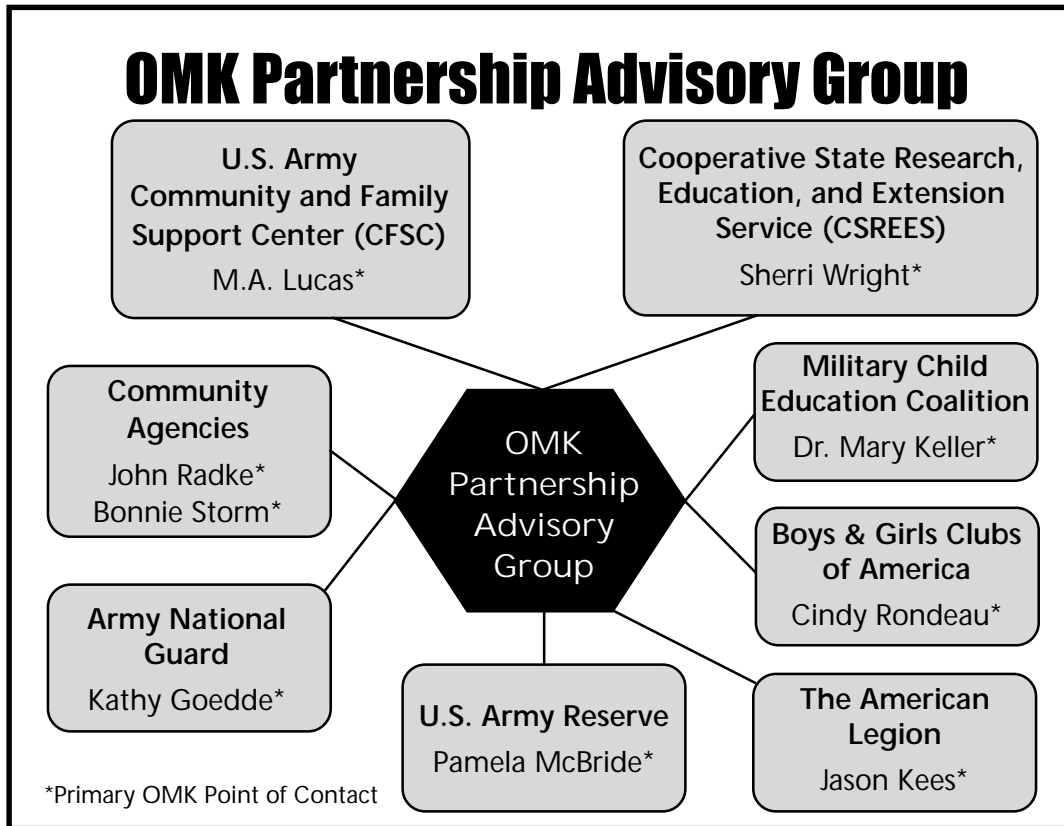 OMK Partnership Advisory Group
U.S. Army
Community and Family
Support Center (CFSC)
M.A. Lucas*
Cooperative State Research,
Education, and Extension
Service (CSREES)
Sherri Wright*
Community
Agencies
John Radke*
Bonnie Storm*
OMK
Partnership
Advisory
Group
Military Child
Education Coalition
Dr. Mary Keller*
Boys & Girls Clubs
of America
Cindy Rondeau*
Army National
Guard
Kathy Goedde*
U.S. Army Reserve
Pamela McBride*
The American
Legion
Jason Kees*
*Primary OMK Point of Contact